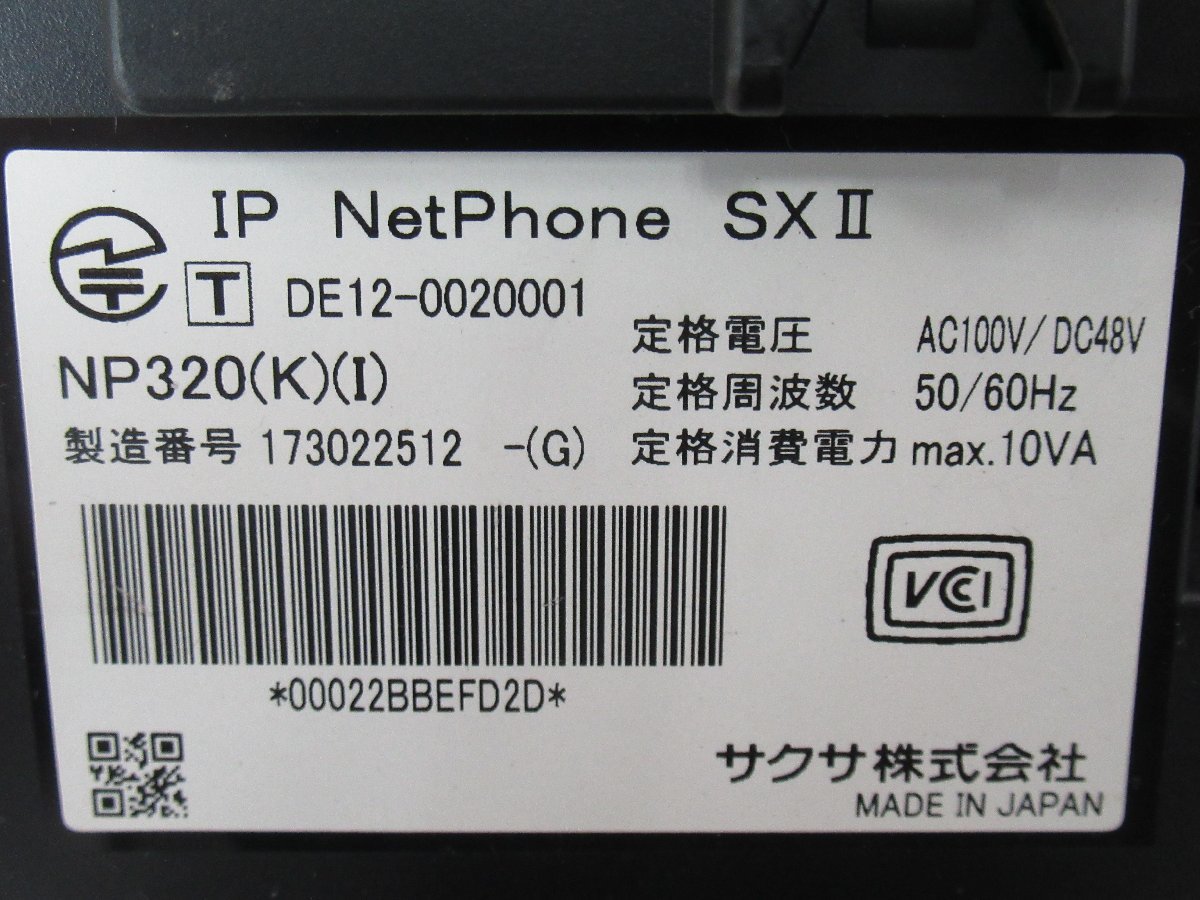 IP NetPhone SXⅡ
T DE12-0020001
NP320(K)(I)
製造番号 173022512 -(G)
定格電圧 AC100V/DC48V
定格周波数 50/60Hz
定格消費電力 max.10VA
*00022BBEFD2D*
VCCI
サクサ株式会社
MADE IN JAPAN